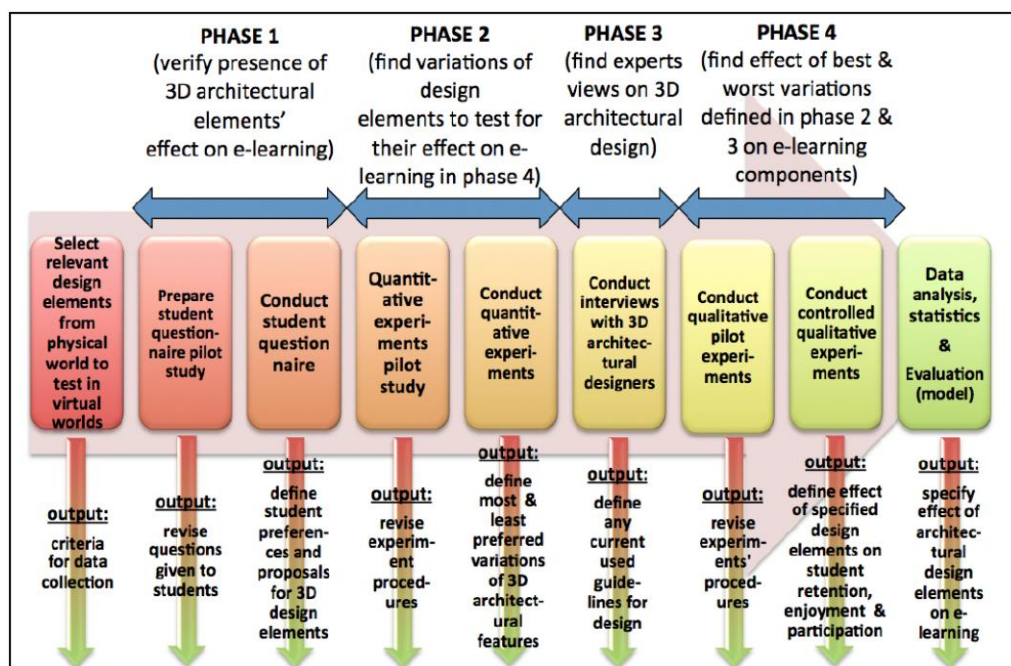 PHASE 1
(verify presence of
3D architectural
elements'
effect on e-learning)
PHASE 2
(find variations of
design
elements to test for
their effect on e-
learning in phase 4)
PHASE 3
(find experts
views on 3D
architectural
design)
PHASE 4
(find effect of best &
worst variations
defined in phase 2 &
3 on e-learning
components)
Select
relevant
design
elements
from
physical
world to
test in
virtual
worlds
Prepare
student
question-
naire pilot
study
Conduct
student
question
naire
Quantit-
ative
experi-
ments
pilot
study
Conduct
quantit-
ative
experi-
ments
Conduct
interviews
with 3D
architec-
tural
designers
Conduct
qualitative
pilot
experi-
ments
Conduct
controlled
qualitative
experi-
ments
Data
analysis,
statistics
&
Evaluation
(model)
output:
criteria
for data
collection
output:
revise
questions
given to
students
output:
define
student
preferen-
ces and
proposals
for 3D
design
elements
output:
revise
experim-
ent
proced-
ures
output:
define
most &
least
preferred
variations
of 3D
architect-
ural
features
output:
define
any
current
used
guide-
lines for
design
output:
revise
experim-
ents'
proced-
ures
output:
define effect
of specified
design
elements on
student
retention,
enjoyment &
participation
output:
specify
effect of
architec-
tural
design
elements
on e-
learning